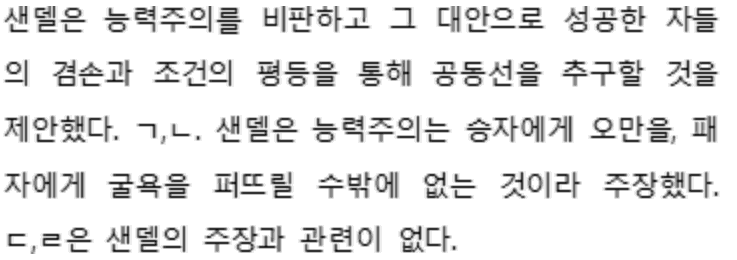 샌델은 능력주의를 비판하고 그 대안으로 성공한 자들
의 겸손과 조건의 평등을 통해 공동선을 추구할 것을
제안했다. ㄱ,ㄴ. 샌델은 능력주의는 승자에게 오만을, 패
자에게 굴욕을 퍼뜨릴 수밖에 없는 것이라 주장했다.
ㄷ,ㄹ은 샌델의 주장과 관련이 없다.